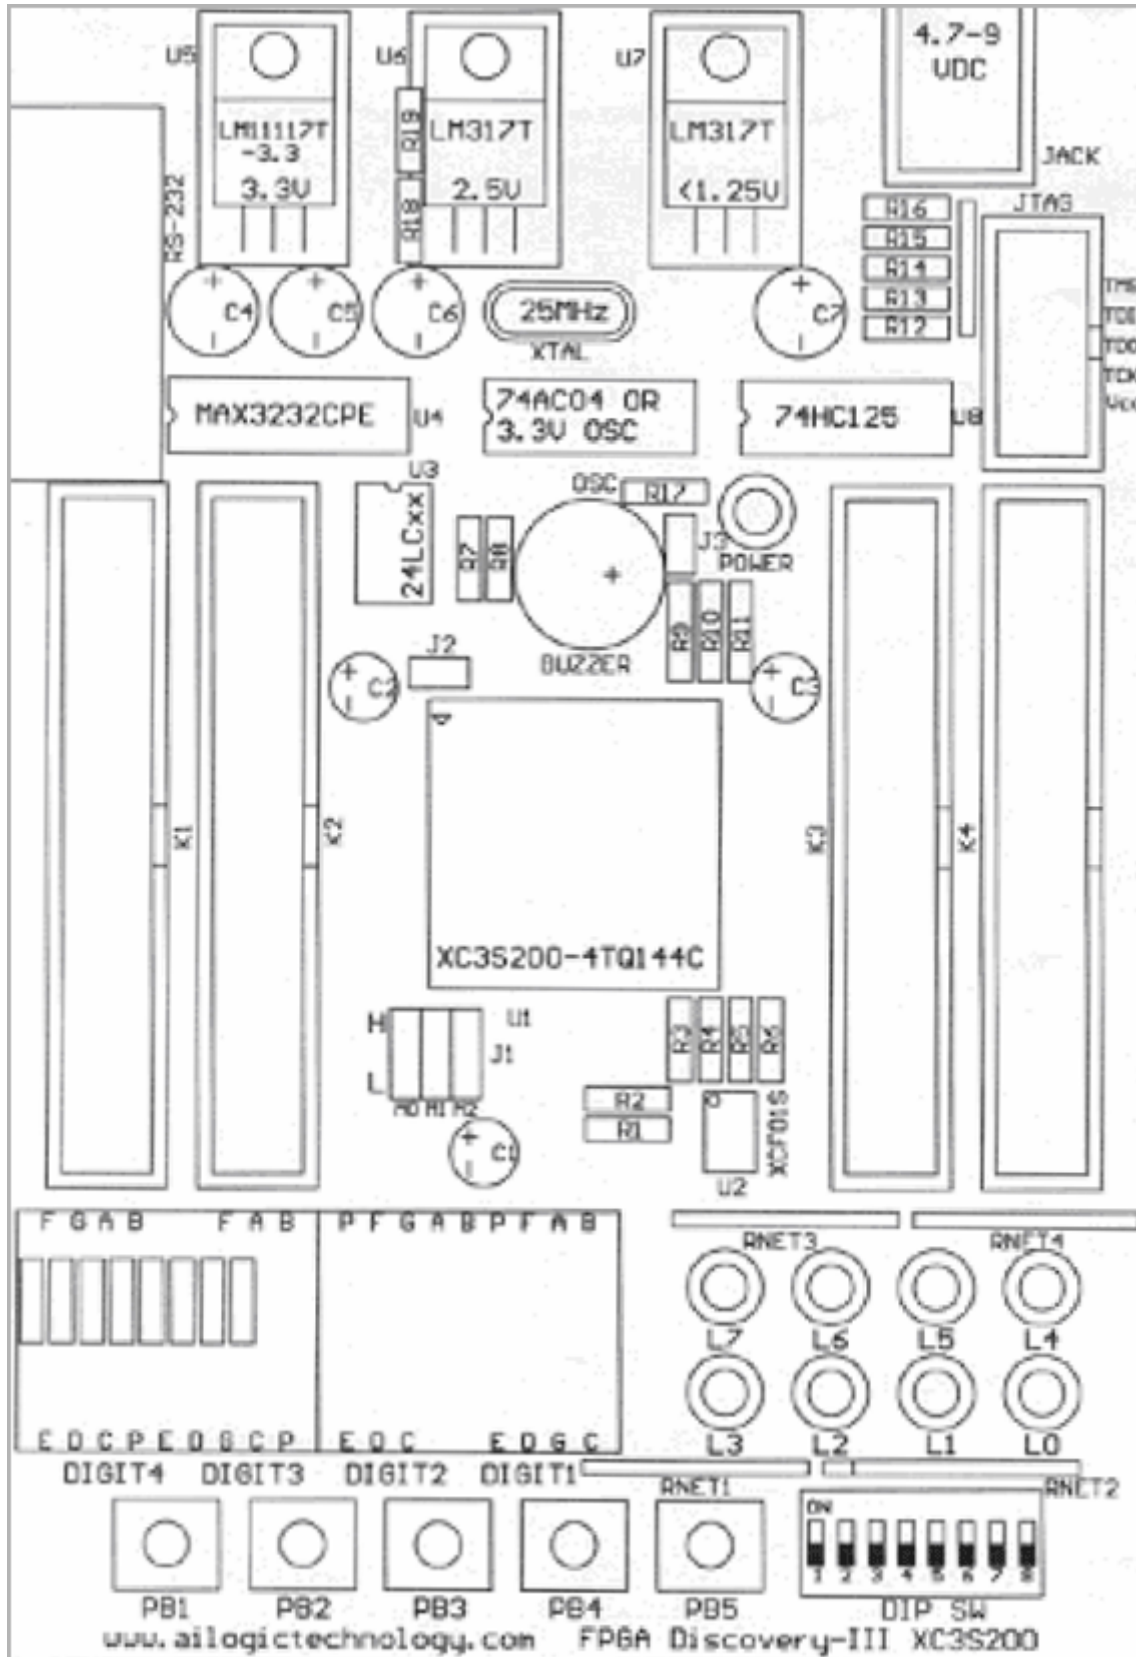 U5
U6
U7
4.7-9
VDC
LM11117T
-3.3
3.3V
R19
LM317T
2.5V
LM317T
<1.25V
JACK
RS-232
R18
R16
R15
R14
R13
R12
JTAG
C4
C5
C6
25MHz
XTAL
C7
TDI
TCK
MAX3232CPE
U4
74AC04 OR
3.3V OSC
74HC125
U8
U3
24LCxx
R7
R8
OSC
R17
J3
POWER
BUZZER
R9
R10
R11
J2
C2
C3
K1
K2
K3
K4
XC3S200-4TQ144C
H
L
U1
J1
M0 M1 M2
C1
R3
R4
R5
R6
R2
R1
XCF01S
U2
F G A B F A B P F G A B P F A B
E D C P E D G C P E D C E D G C
DIGIT4 DIGIT3 DIGIT2 DIGIT1
RNET3
RNET4
L7 L6 L5 L4
L3 L2 L1 L0
RNET1
RNET2
ON
1 2 3 4 5 6 7 8
PB1 PB2 PB3 PB4 PB5 DIP SW
www.ailogictechnology.com FPGA Discovery-III XC3S200